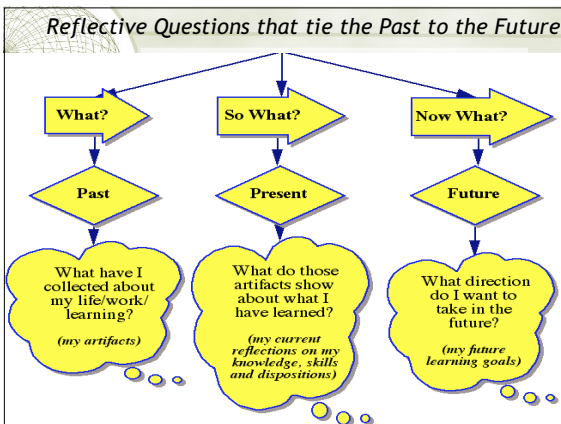 Reflective Questions that tie the Past to the Future
What?
So What?
Now What?
Past
Present
Future
What have I
collected about
my life/work/
learning?
(my artifacts)
What do those
artifacts show
about what I
have learned?
(my current
reflections on my
knowledge, skills
and dispositions)
What direction
do I want to
take in the
future?
(my future
learning goals)